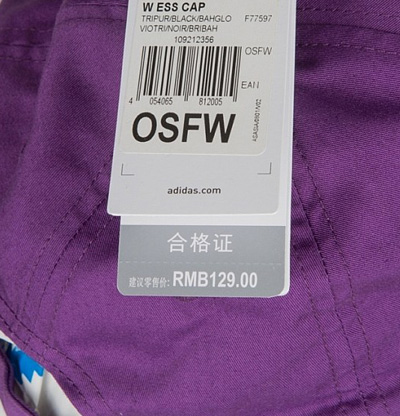 W ESS CAP
TRIPUR/BLACK/BAHGLO F77597
VIOTRI/NOIR/BRIBAH
109212356
OSFW
EAN
4 054065 812005
OSFW
adidas.com
合格证
建议零售价: RMB129.00